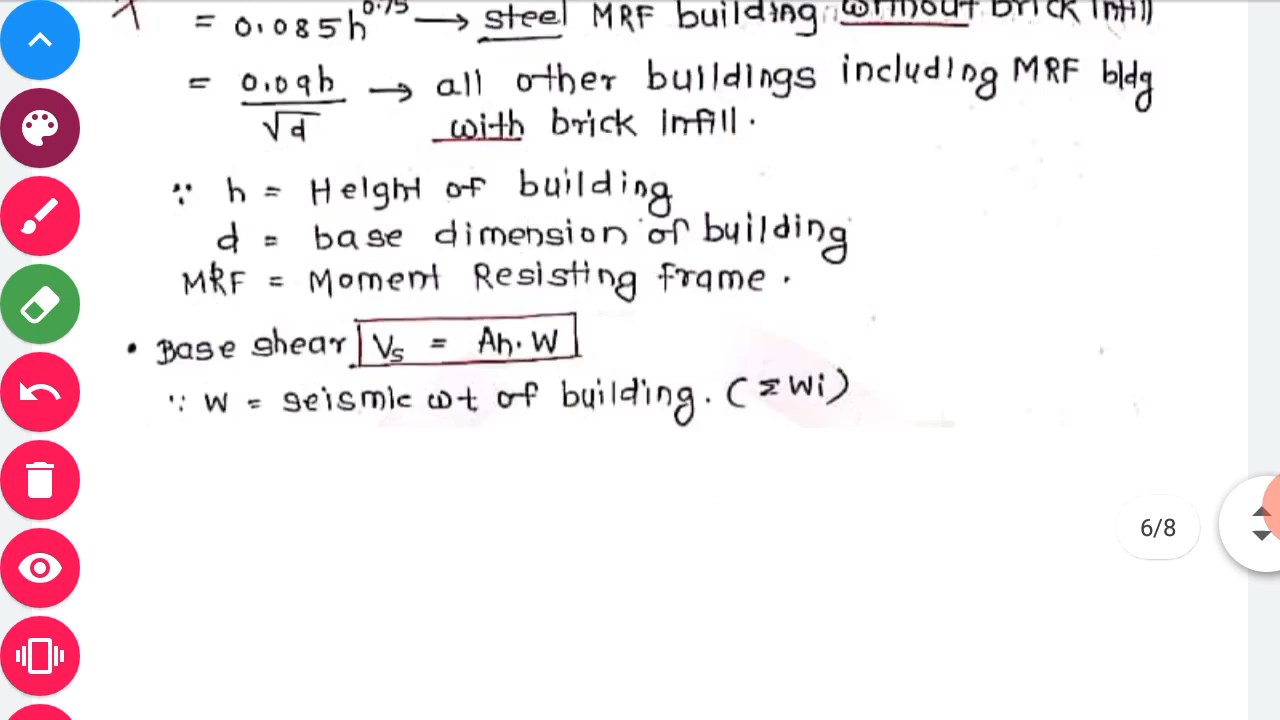 = 0.085h^0.75 → steel MRF building without brick infill
= 0.09h/√d → all other buildings including MRF bldg
with brick infill.
∵ h = Height of building
d = base dimension of building
MRF = Moment Resisting frame.
• Base shear Vs = Ah. W
∵ W = seismic wt of building. (ΣWi)
6/8